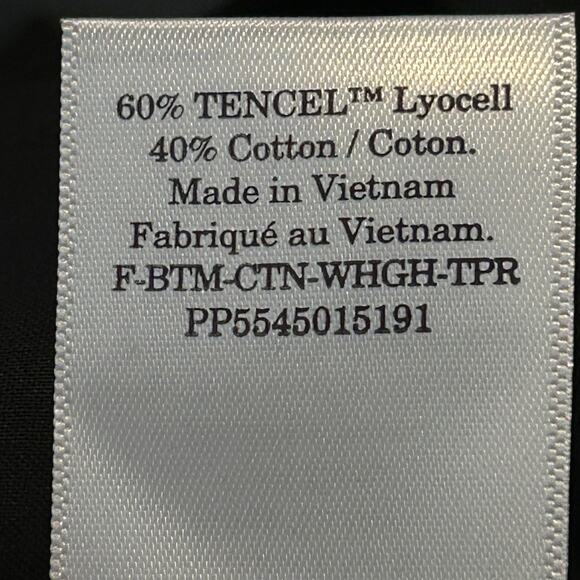 60% TENCEL™ Lyocell
40% Cotton / Coton.
Made in Vietnam
Fabriqué au Vietnam.
F-BTM-CTN-WHGH-TPR
PP5545015191